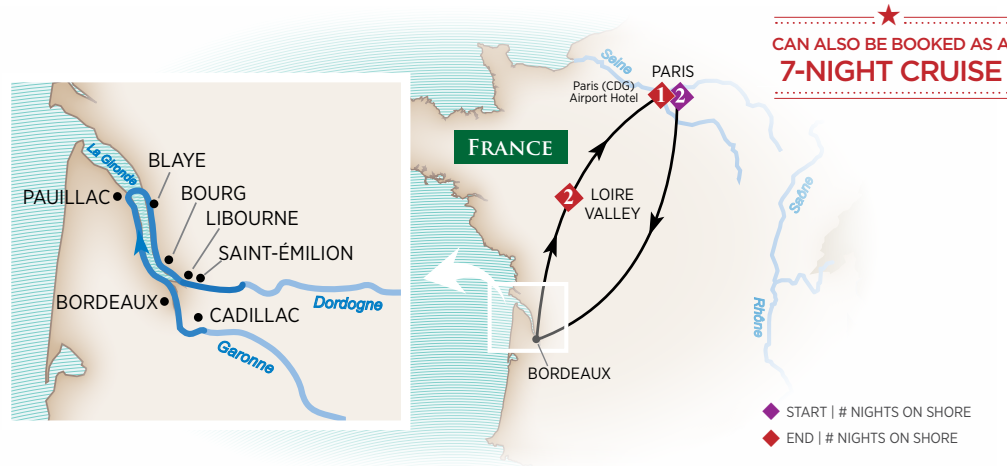 CAN ALSO BE BOOKED AS A
7-NIGHT CRUISE
Seine
PARIS
Paris (CDG)
Airport Hotel
1
2
FRANCE
2
LOIRE
VALLEY
Saône
Rhône
BORDEAUX
La Gironde
BLAYE
PAUILLAC
BOURG
LIBOURNE
SAINT-ÉMILION
BORDEAUX
Dordogne
CADILLAC
Garonne
START | # NIGHTS ON SHORE
END | # NIGHTS ON SHORE